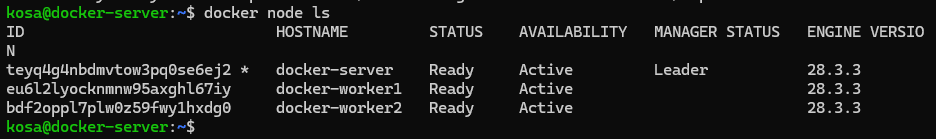 kosa@docker-server:~$ docker node ls
ID                            HOSTNAME         STATUS    AVAILABILITY   MANAGER STATUS   ENGINE VERSIO
N
teyq4g4nbdmvtow3pq0se6ej2 *   docker-server    Ready     Active         Leader           28.3.3
eu6l2lyocknmnw95axghl67iy     docker-worker1   Ready     Active                          28.3.3
bdf2oppl7plw0z59fwy1hxdg0     docker-worker2   Ready     Active                          28.3.3
kosa@docker-server:~$